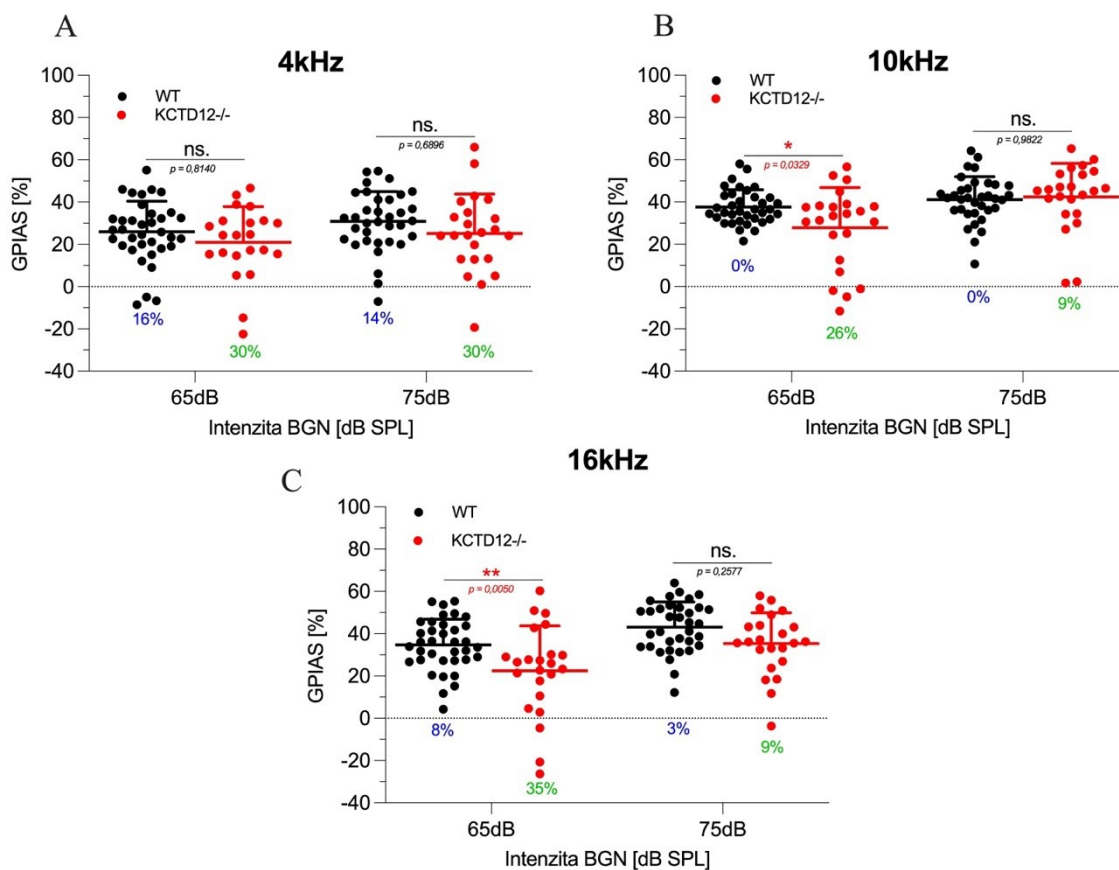 A
4kHz
100
80
60
40
20
0
-20
-40
GPIAS [%]
WT
KCTD12-/-
ns.
p = 0,8140
ns.
p = 0,6896
16%
30%
14%
30%
65dB
75dB
Intenzita BGN [dB SPL]
B
10kHz
100
80
60
40
20
0
-20
-40
GPIAS [%]
WT
KCTD12-/-
*
p = 0,0329
ns.
p = 0,9822
0%
26%
0%
9%
65dB
75dB
Intenzita BGN [dB SPL]
C
16kHz
100
80
60
40
20
0
-20
-40
GPIAS [%]
WT
KCTD12-/-
**
p = 0,0050
ns.
p = 0,2577
8%
35%
3%
9%
65dB
75dB
Intenzita BGN [dB SPL]